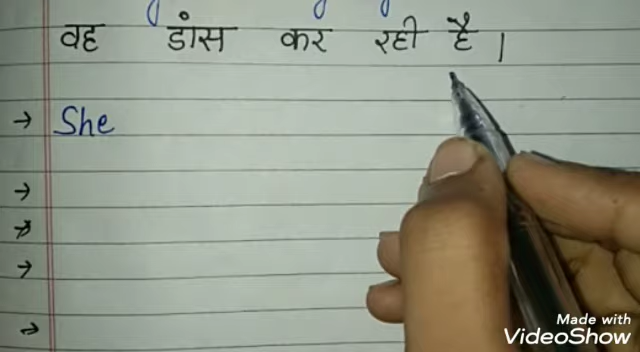 वह डांस कर रही है।
→ She
→
→
→
→
Made with
VideoShow